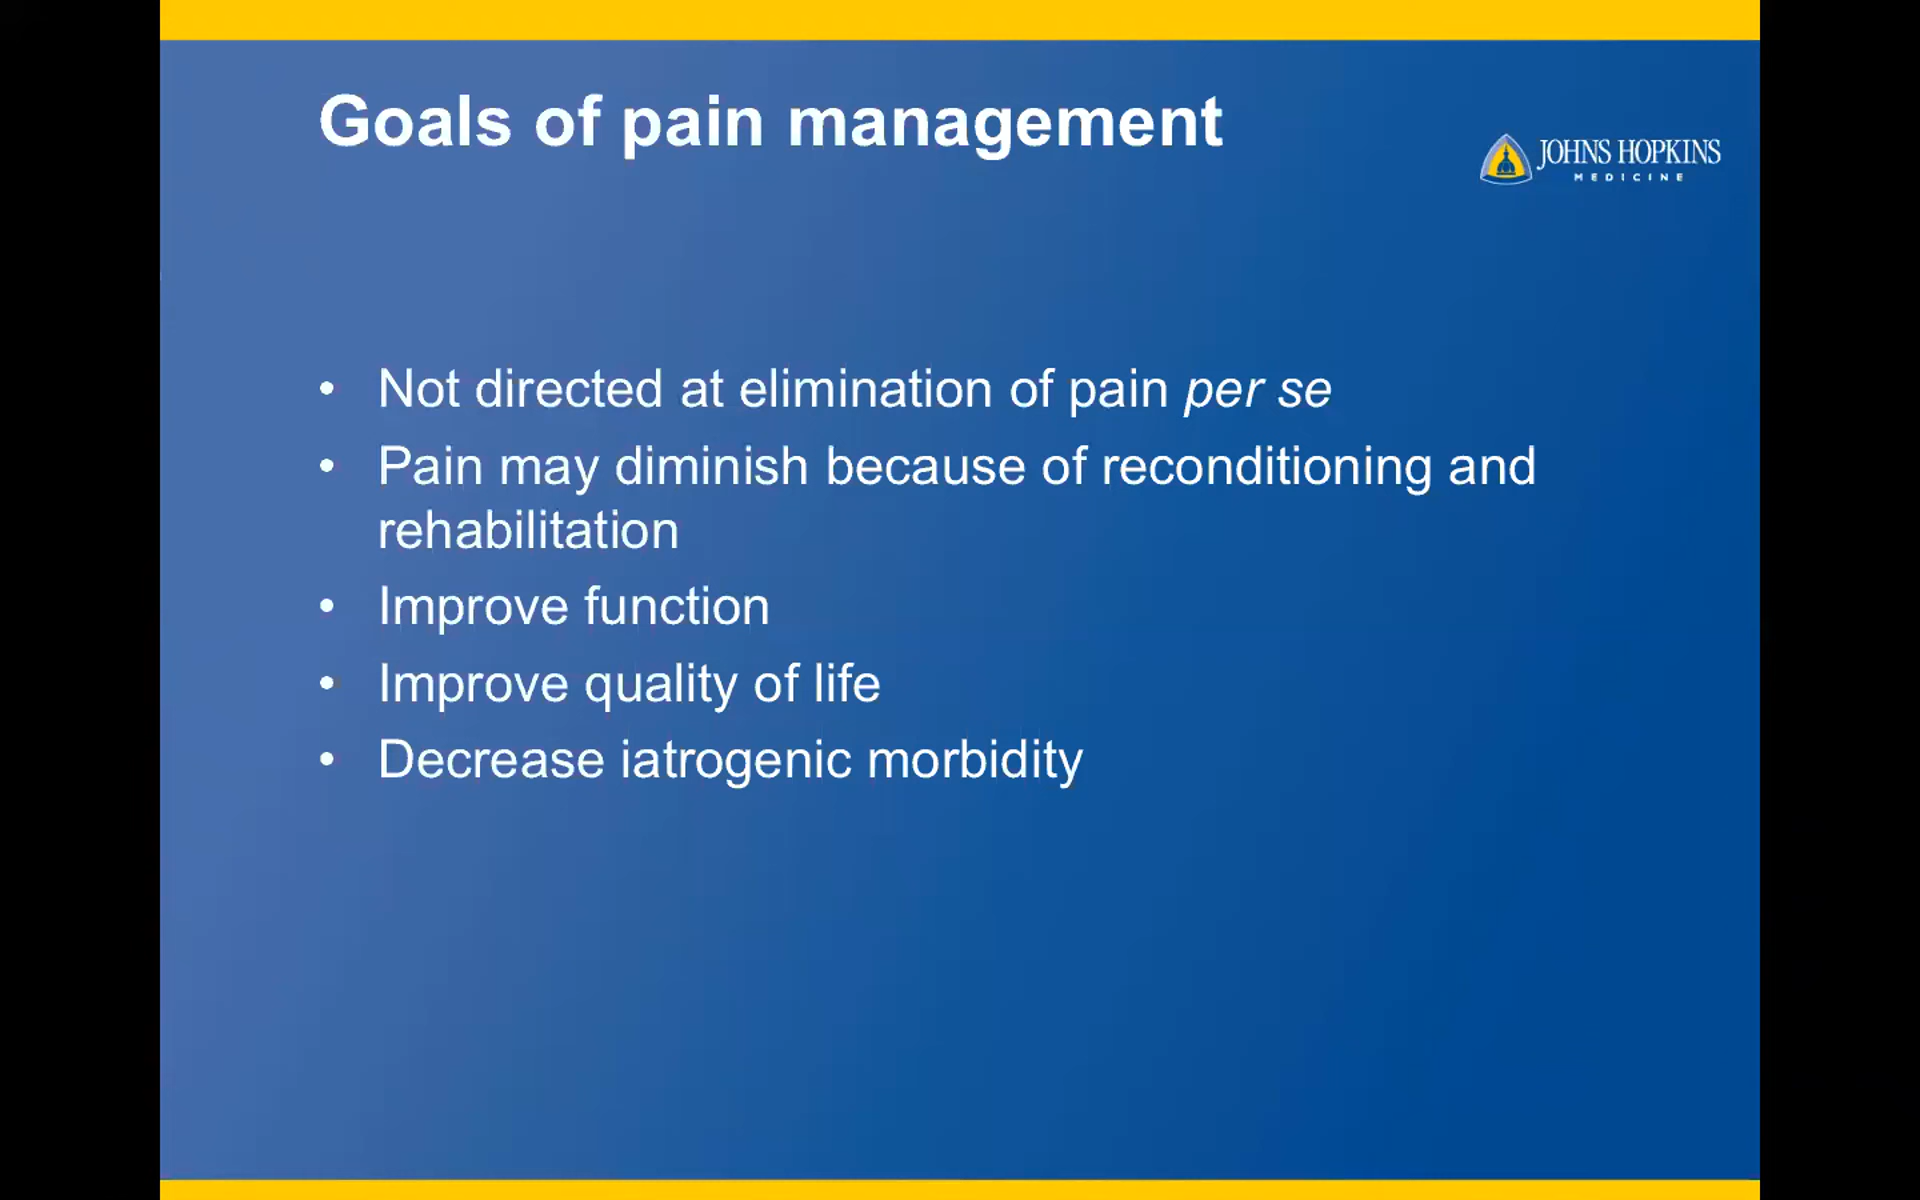 Goals of pain management
JOHNS HOPKINS
MEDICINE
• Not directed at elimination of pain per se
• Pain may diminish because of reconditioning and
rehabilitation
• Improve function
• Improve quality of life
• Decrease iatrogenic morbidity